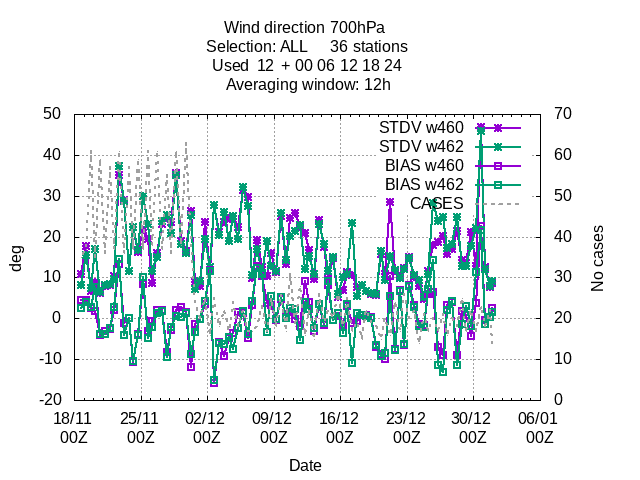 Wind direction 700hPa
Selection: ALL     36 stations
Used  12  + 00 06 12 18 24
Averaging window: 12h
STDV w460
STDV w462
BIAS w460
BIAS w462
CASES
50
40
30
20
10
0
-10
-20
deg
70
60
50
40
30
20
10
0
No cases
18/11 25/11 02/12 09/12 16/12 23/12 30/12 06/01
00Z 00Z 00Z 00Z 00Z 00Z 00Z 00Z
Date